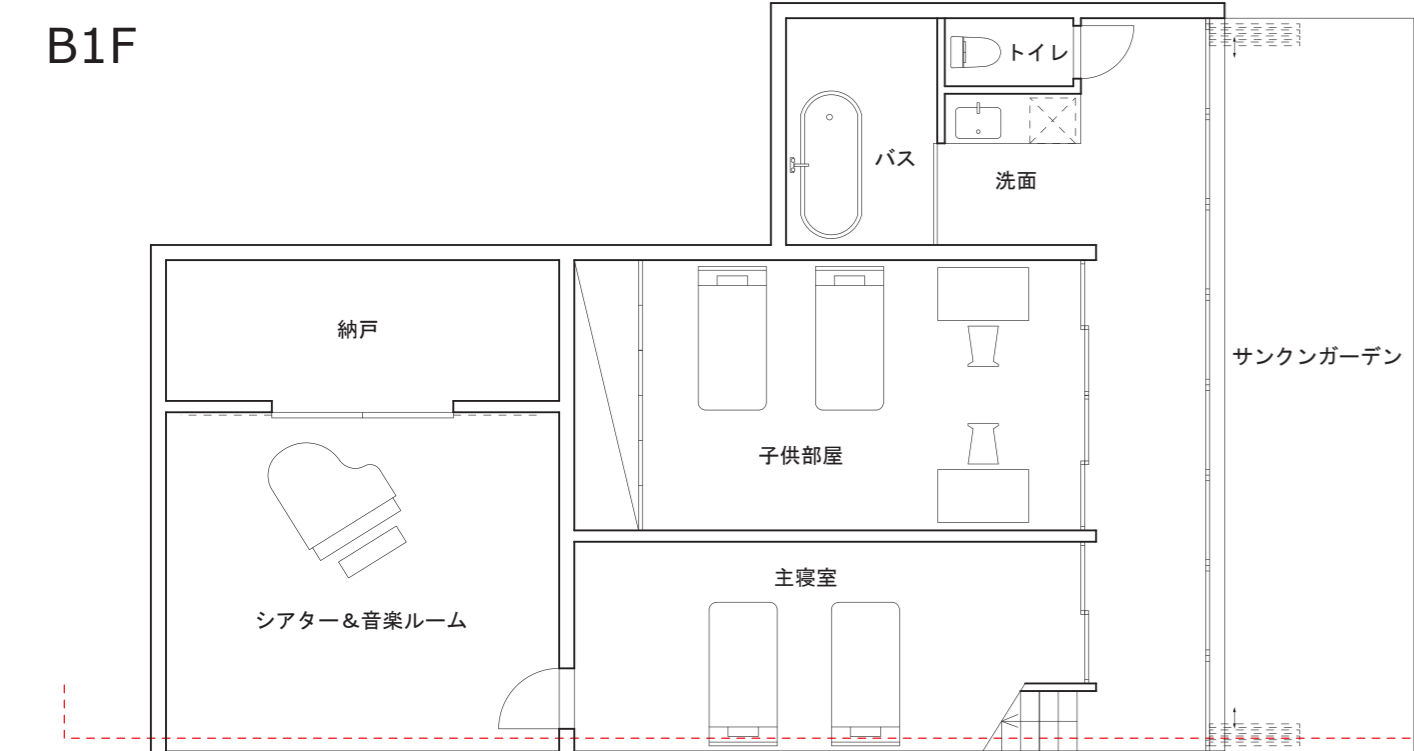 B1F
トイレ
バス
洗面
納戸
サンクンガーデン
子供部屋
主寝室
シアター＆音楽ルーム